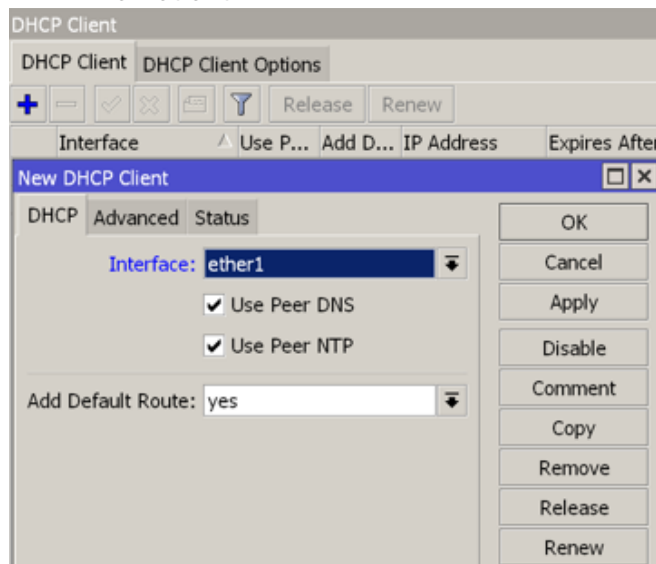 DHCP Client
DHCP Client DHCP Client Options
Release Renew
Interface Use P... Add D... IP Address Expires After
New DHCP Client
DHCP Advanced Status
OK
Interface: ether1
Cancel
Use Peer DNS
Apply
Use Peer NTP
Disable
Add Default Route: yes
Comment
Copy
Remove
Release
Renew